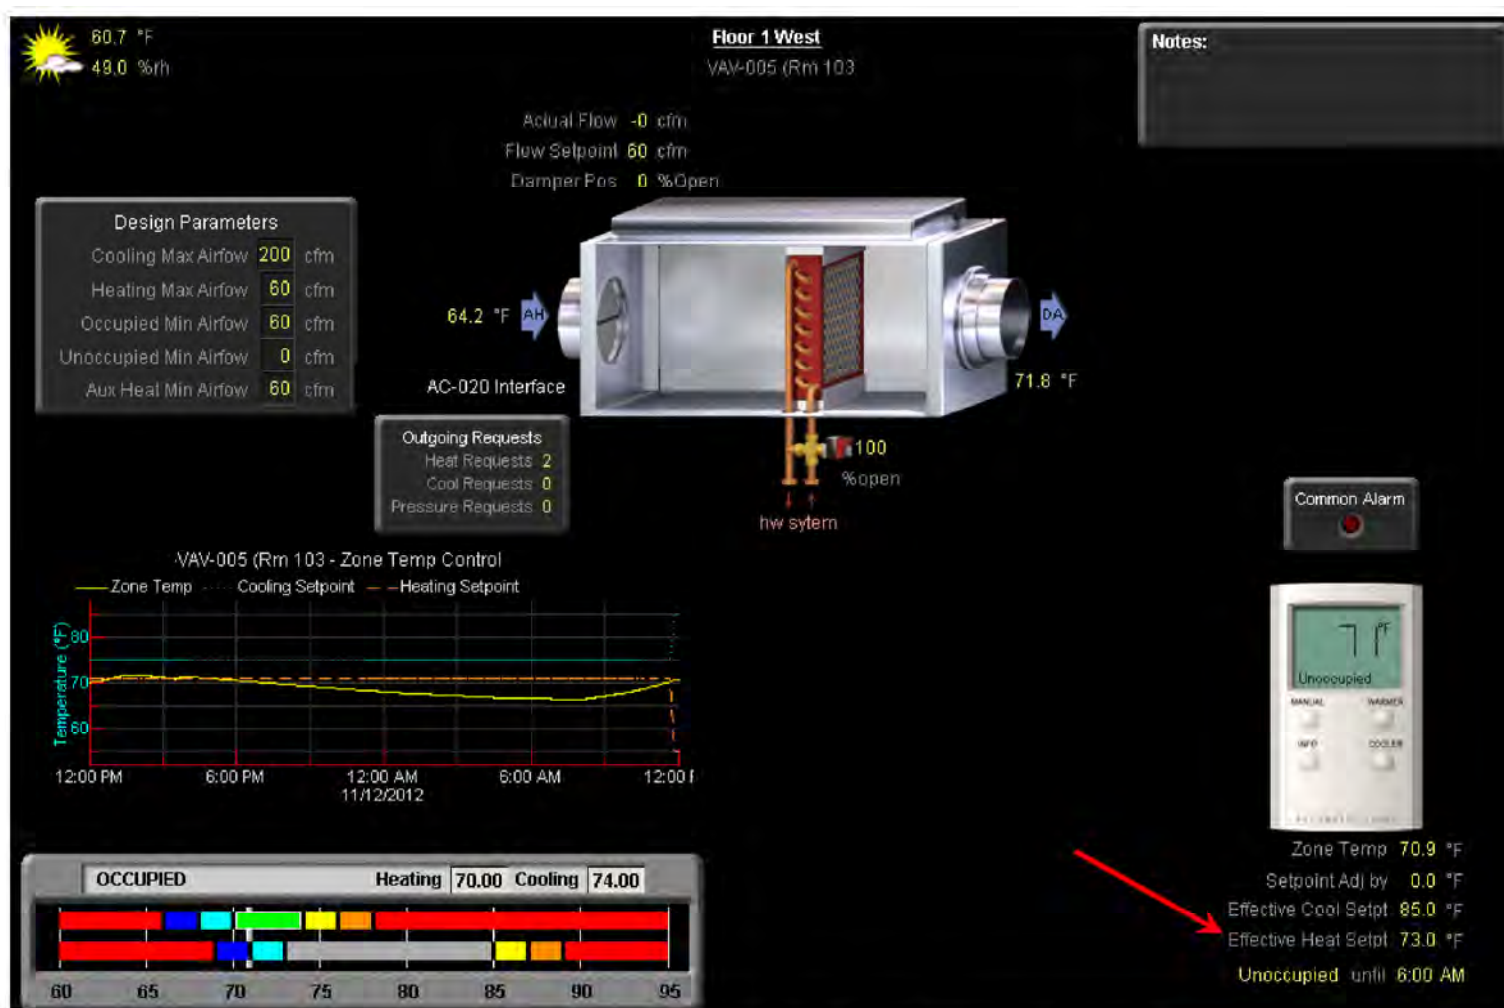 60.7 °F
49.0 %rh
Floor 1 West
VAV-005 (Rm 103
Notes:
Actual Flow -0 cfm
Flow Setpoint 60 cfm
Damper Pos 0 %Open
Design Parameters
Cooling Max Airfow 200 cfm
Heating Max Airfow 60 cfm
Occupied Min Airfow 60 cfm
Unoccupied Min Airfow 0 cfm
Aux Heat Min Airfow 60 cfm
64.2 °F AH
DA
71.8 °F
AC-020 Interface
Outgoing Requests
Heat Requests 2
Cool Requests 0
Pressure Requests 0
100
%open
hw sytem
Common Alarm
VAV-005 (Rm 103 - Zone Temp Control
Zone Temp Cooling Setpoint Heating Setpoint
Temperature (°F)
80
70
60
12:00 PM 6:00 PM 12:00 AM 6:00 AM 12:00
11/12/2012
71 °F
Unoccupied
MANUAL WARMER
INFO COOLER
Zone Temp 70.9 °F
Setpoint Adj by 0.0 °F
Effective Cool Setpt 85.0 °F
Effective Heat Setpt 73.0 °F
Unoccupied until 6:00 AM
OCCUPIED Heating 70.00 Cooling 74.00
60 65 70 75 80 85 90 95